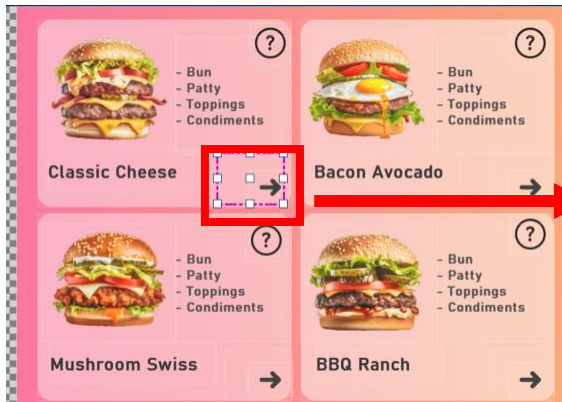 ?
- Bun
- Patty
- Toppings
- Condiments
Classic Cheese
?
- Bun
- Patty
- Toppings
- Condiments
Bacon Avocado
?
- Bun
- Patty
- Toppings
- Condiments
Mushroom Swiss
?
- Bun
- Patty
- Toppings
- Condiments
BBQ Ranch